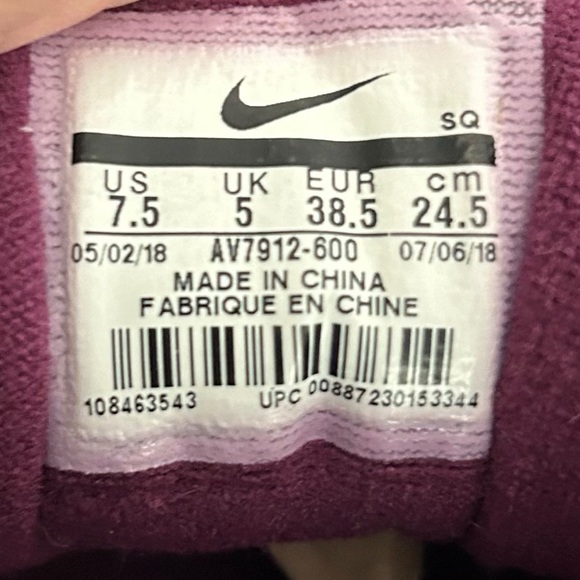 SQ
US UK EUR cm
7.5 5 38.5 24.5
05/02/18 AV7912-600 07/06/18
MADE IN CHINA
FABRIQUE EN CHINE
108463543 UPC 00887230153344